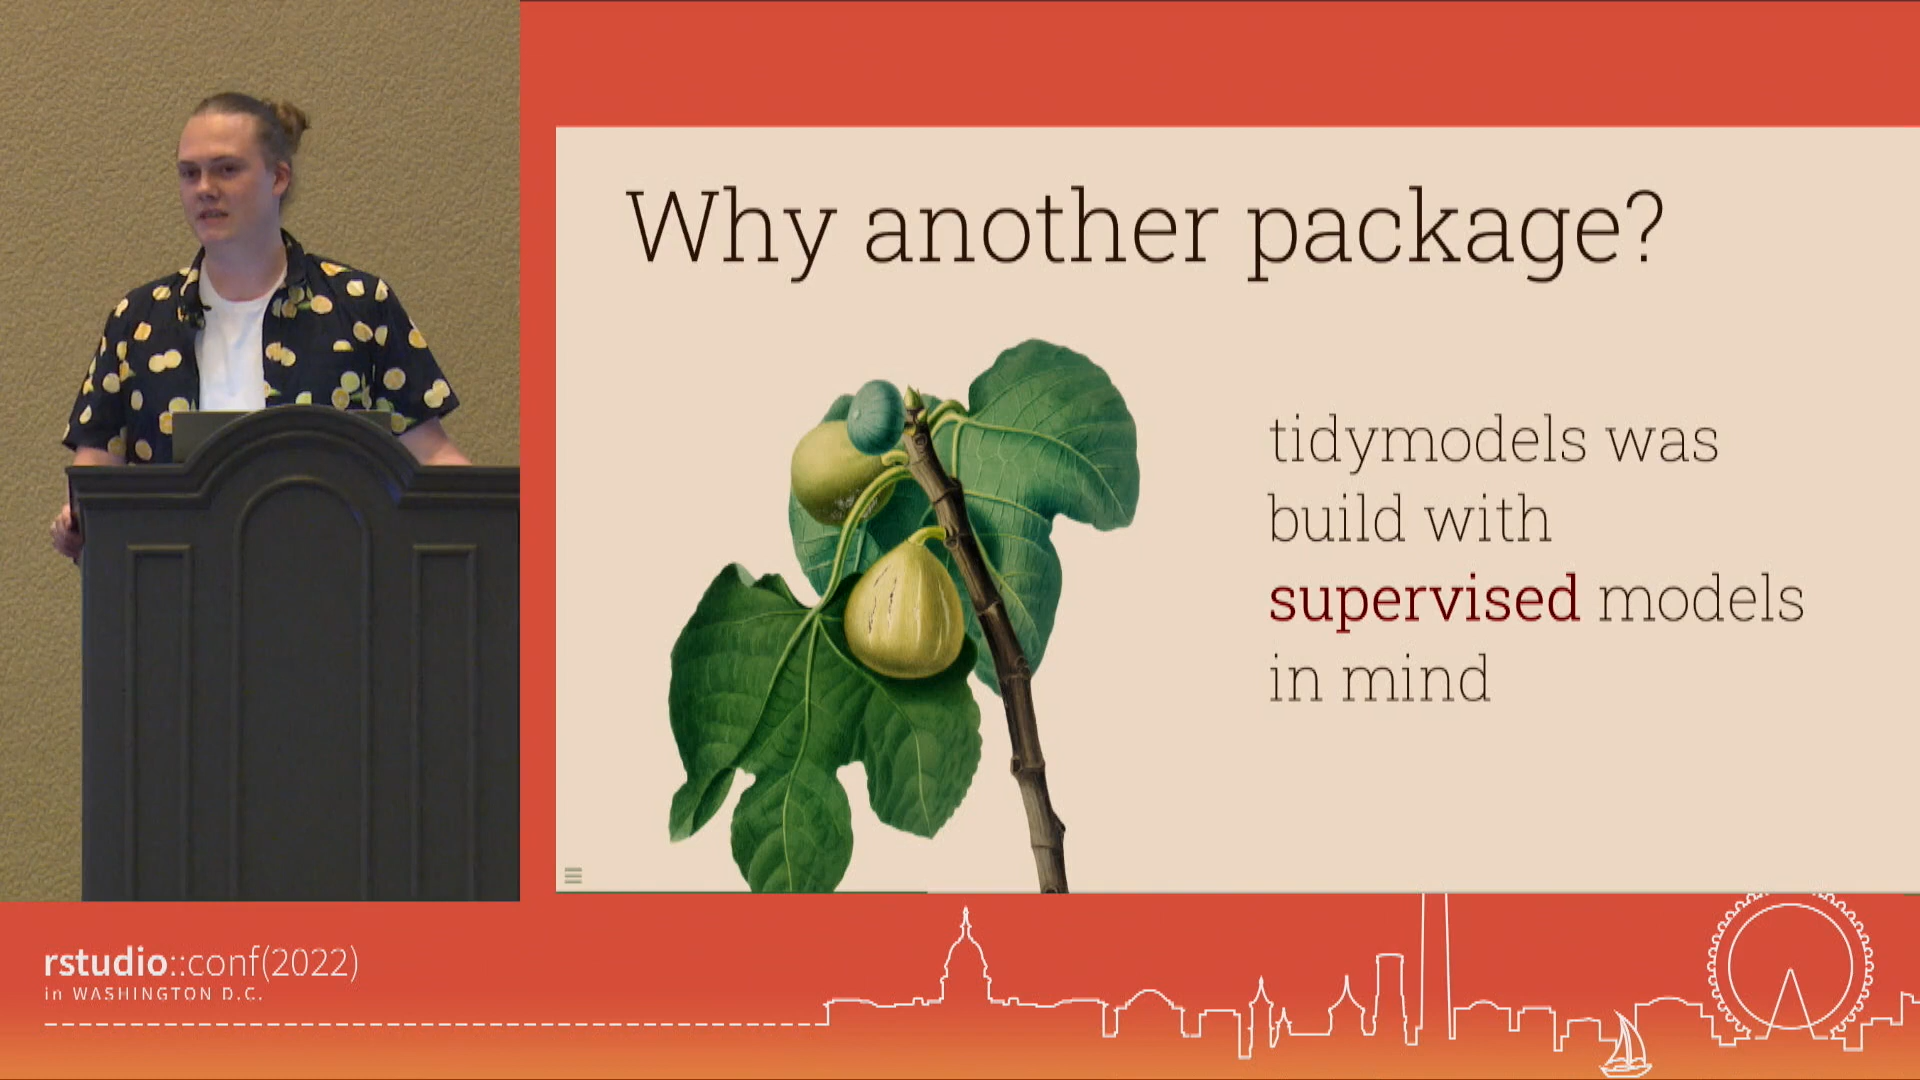 Why another package?
tidymodels was
build with
supervised models
in mind
rstudio::conf(2022)
in WASHINGTON D.C.